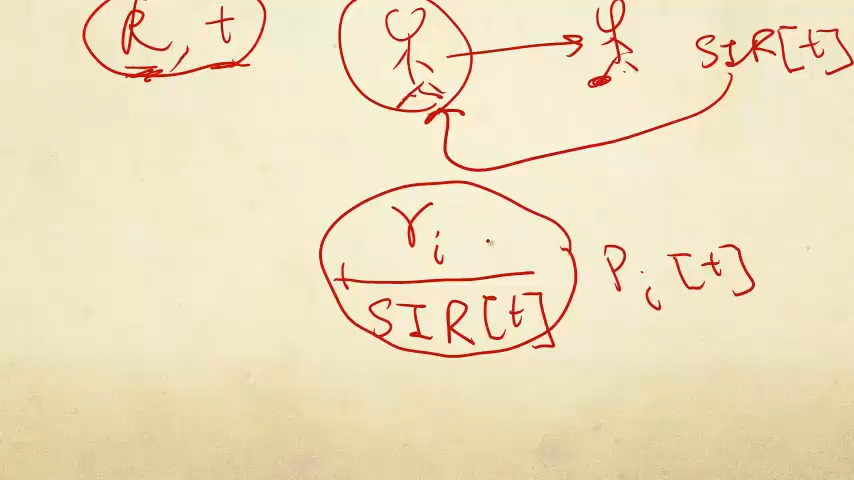 k, t
SIR[t]
γi
SIR[t]
Pi[t]